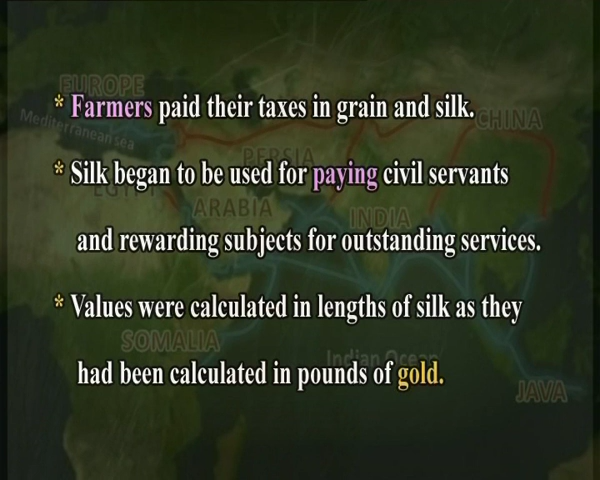 EUROPE
* Farmers paid their taxes in grain and silk.
Mediterranean sea
CHINA
PERSIA
* Silk began to be used for paying civil servants
EGYPT
ARABIA
INDIA
and rewarding subjects for outstanding services.
* Values were calculated in lengths of silk as they
SOMALIA
Indian Ocean
had been calculated in pounds of gold.
JAVA